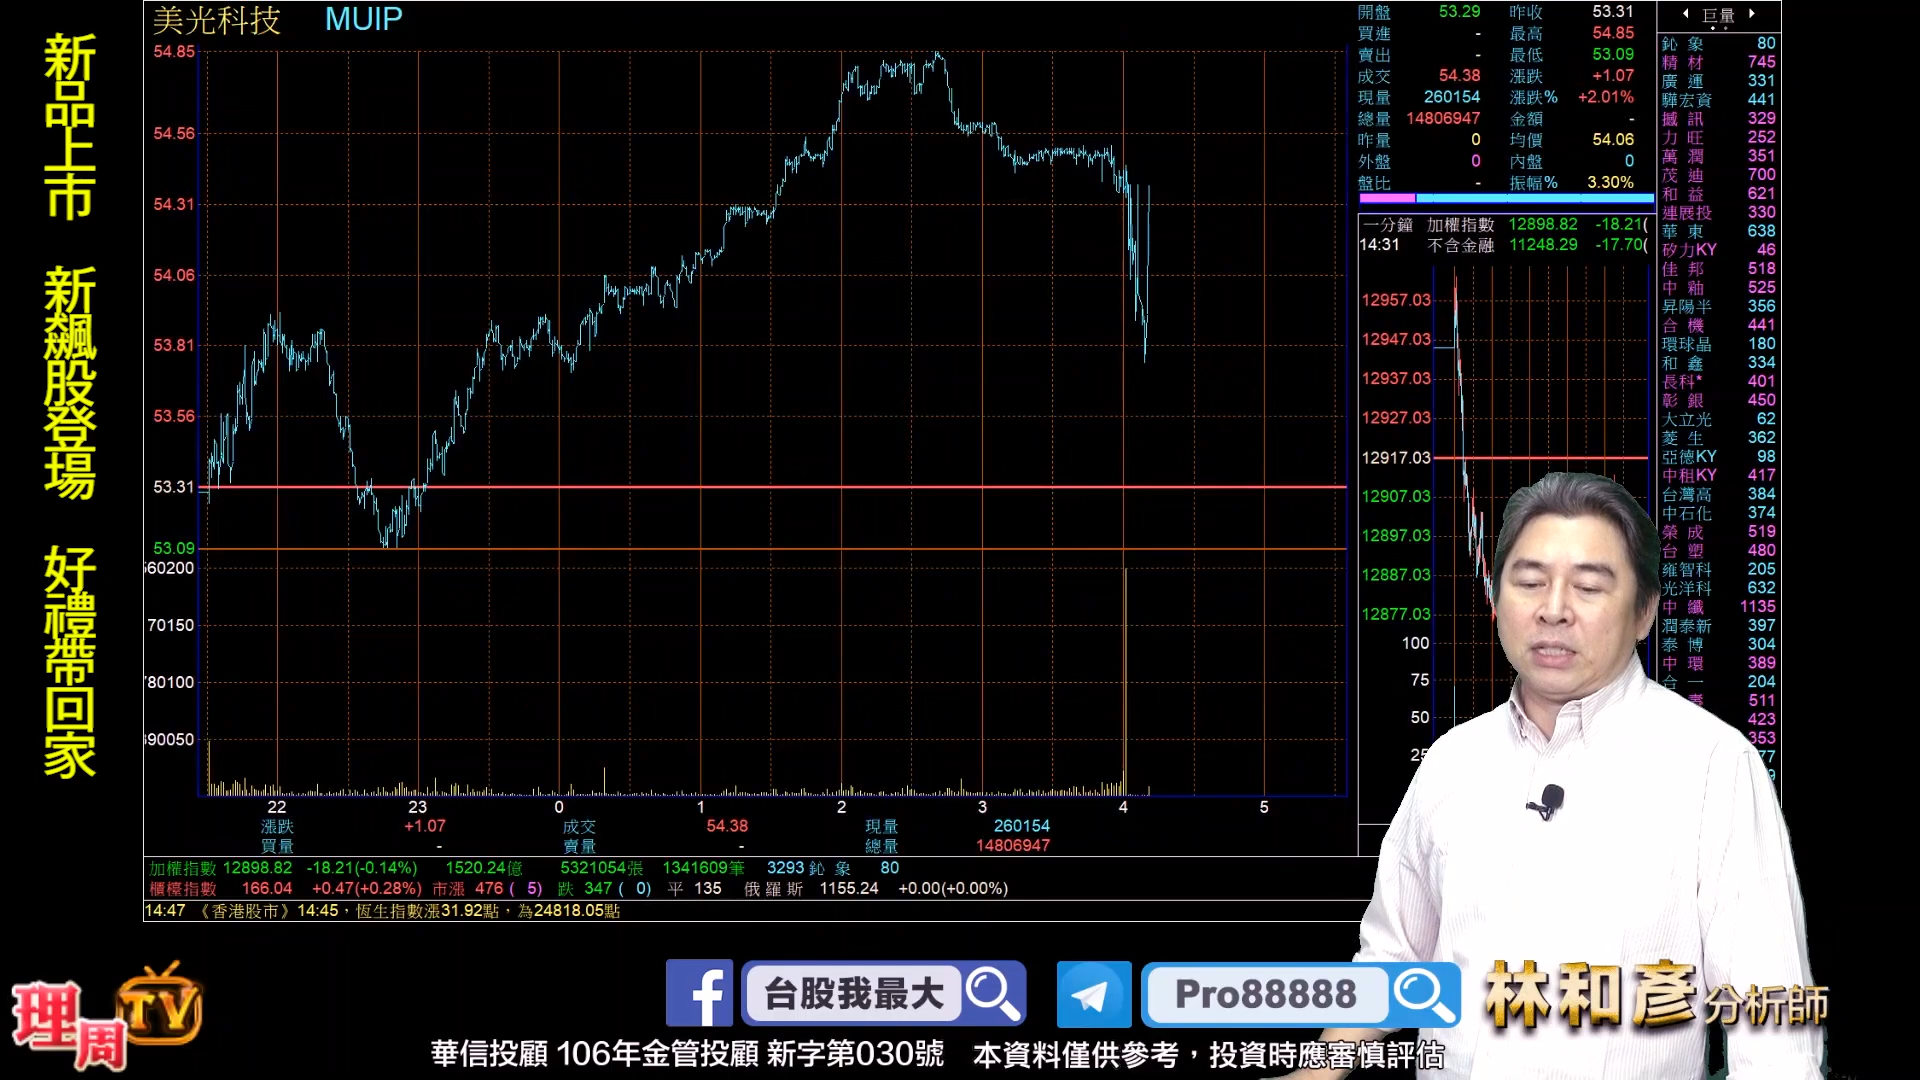 新品上市 新飆股登場 好禮帶回家
美光科技 MUIP
54.85
54.56
54.31
54.06
53.81
53.56
53.31
53.09
70150
22 23 0 1 2 3 4 5
漲跌 +1.07 成交 54.38 現量 260154
買量 - 賣量 - 總量 14806947
加權指數 12898.82 -18.21(-0.14%) 1520.24億 5321054張 1341609筆 3293 鈊象 80
櫃檯指數 166.04 +0.47(+0.28%) 市漲 476 ( 5) 跌 347 ( 0) 平 135 俄羅斯 1155.24 +0.00(+0.00%)
14:47 《香港股市》14:45，恆生指數漲31.92點，為24818.05點
開盤 53.29 昨收 53.31
買進 - 最高 54.85
賣出 - 最低 53.09
成交 54.38 漲跌 +1.07
現量 260154 漲跌% +2.01%
總量 14806947 金額 -
昨量 0 均價 54.06
外盤 0 內盤 0
盤比 - 振幅% 3.30%
一分鐘 加權指數 12898.82 -18.21(
14:31 不含金融 11248.29 -17.70(
12957.03
12947.03
12937.03
12927.03
12917.03
12907.03
12897.03
12887.03
12877.03
100
75
50
巨量
鈊象 80
精材 745
廣運 331
驊宏資 441
撼訊 329
力旺 252
萬潤 351
茂迪 700
和益 621
連展投 330
華東 638
矽力KY 46
佳邦 518
中釉 525
昇陽半 356
合機 441
環球晶 180
和鑫 334
長科* 401
彰銀 450
大立光 62
菱生 362
亞德KY 98
中租KY 417
台灣高 384
中石化 374
榮成 519
台塑 480
雍智科 205
光洋科 632
中纖 1135
潤泰新 397
泰博 304
中環 389
合一 204
511
423
353
理周TV
台股我最大
Pro88888
林和彥 分析師
華信投顧 106年金管投顧 新字第030號 本資料僅供參考，投資時應審慎評估